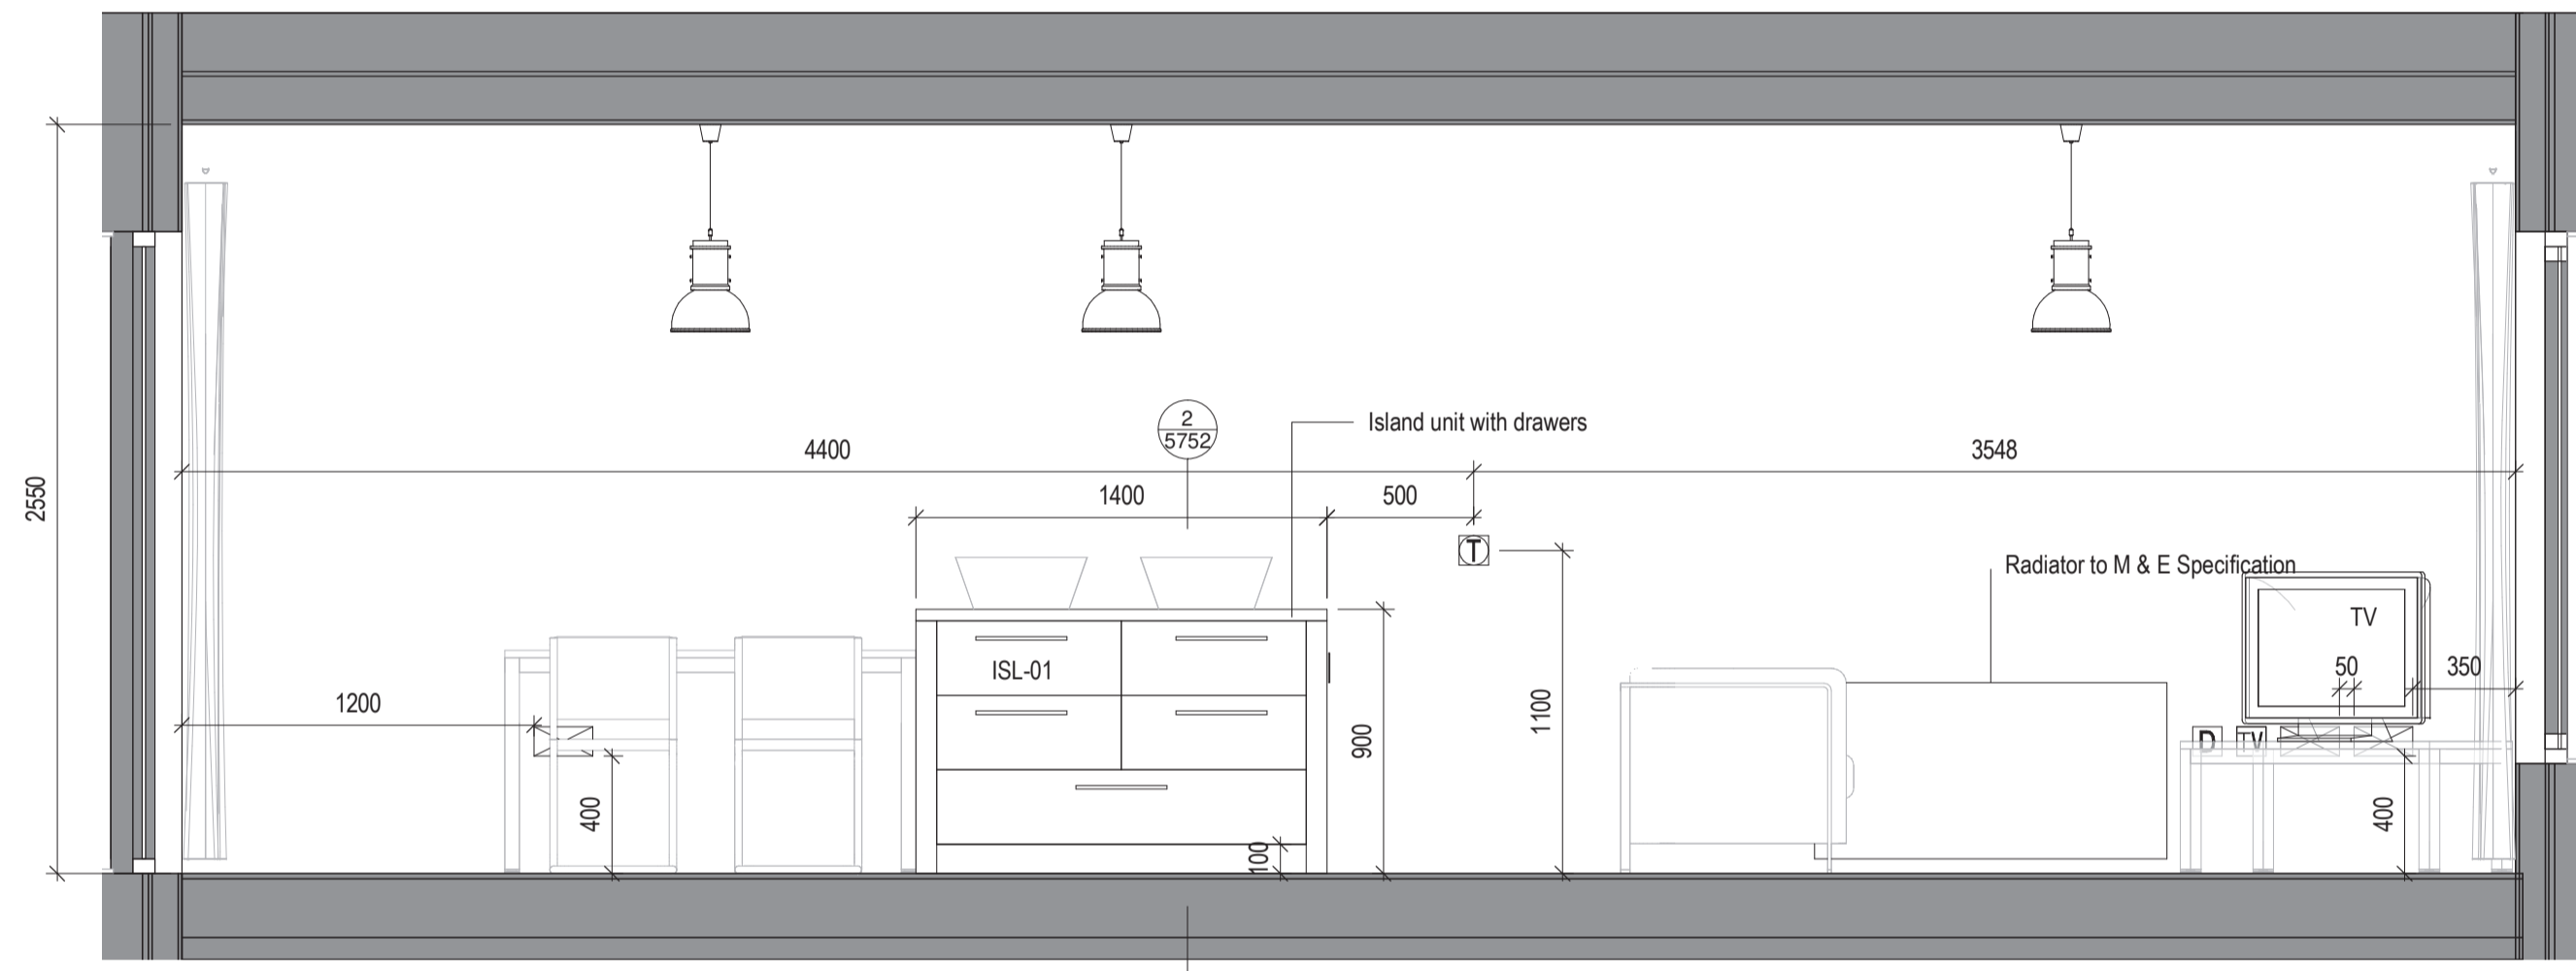 2
5752
Island unit with drawers
4400
3548
2550
1400
500
T
Radiator to M & E Specification
TV
ISL-01
50
350
1200
1100
900
D
TV
400
400
100